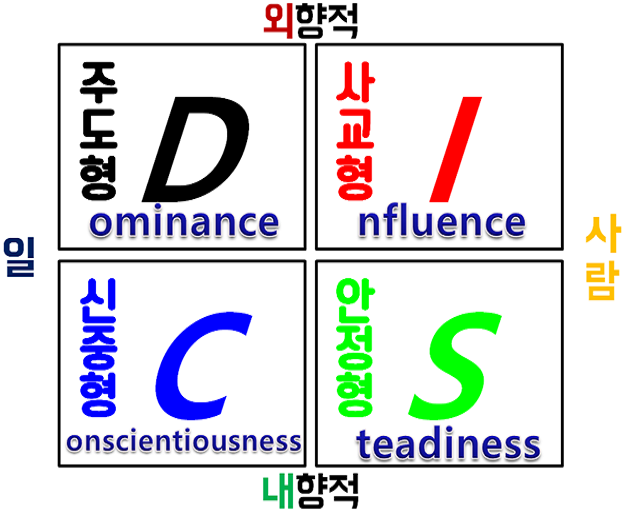 외향적
주도형
D
ominance
사교형
I
nfluence
일
사람
신중형
C
onscientiousness
안정형
S
teadiness
내향적